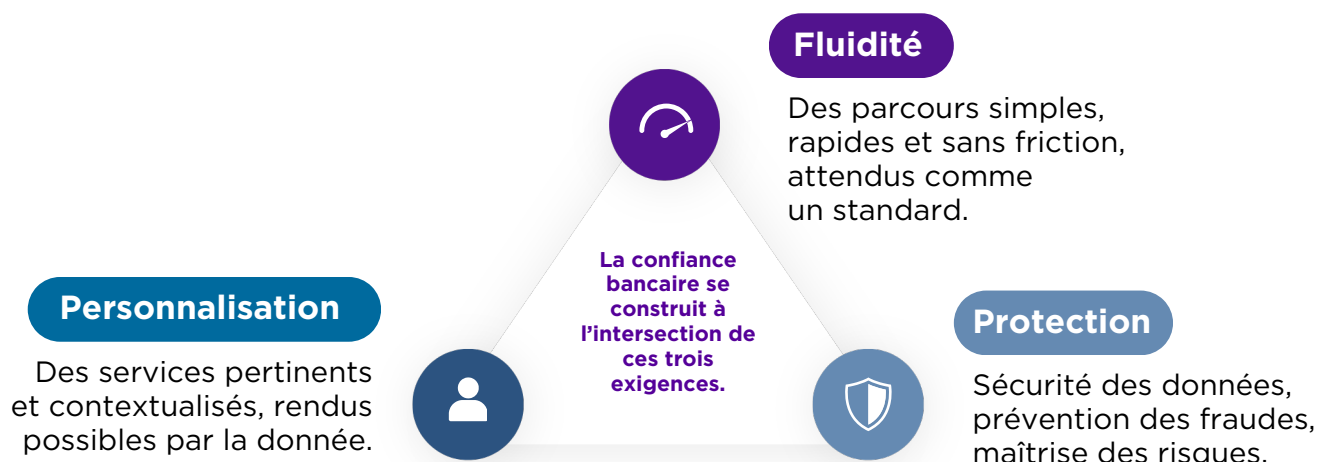 Fluidité
Des parcours simples,
rapides et sans friction,
attendus comme
un standard.
La confiance
bancaire se
construit à
l’intersection de
ces trois
exigences.
Personnalisation
Des services pertinents
et contextualisés, rendus
possibles par la donnée.
Protection
Sécurité des données,
prévention des fraudes,
maîtrise des risques.